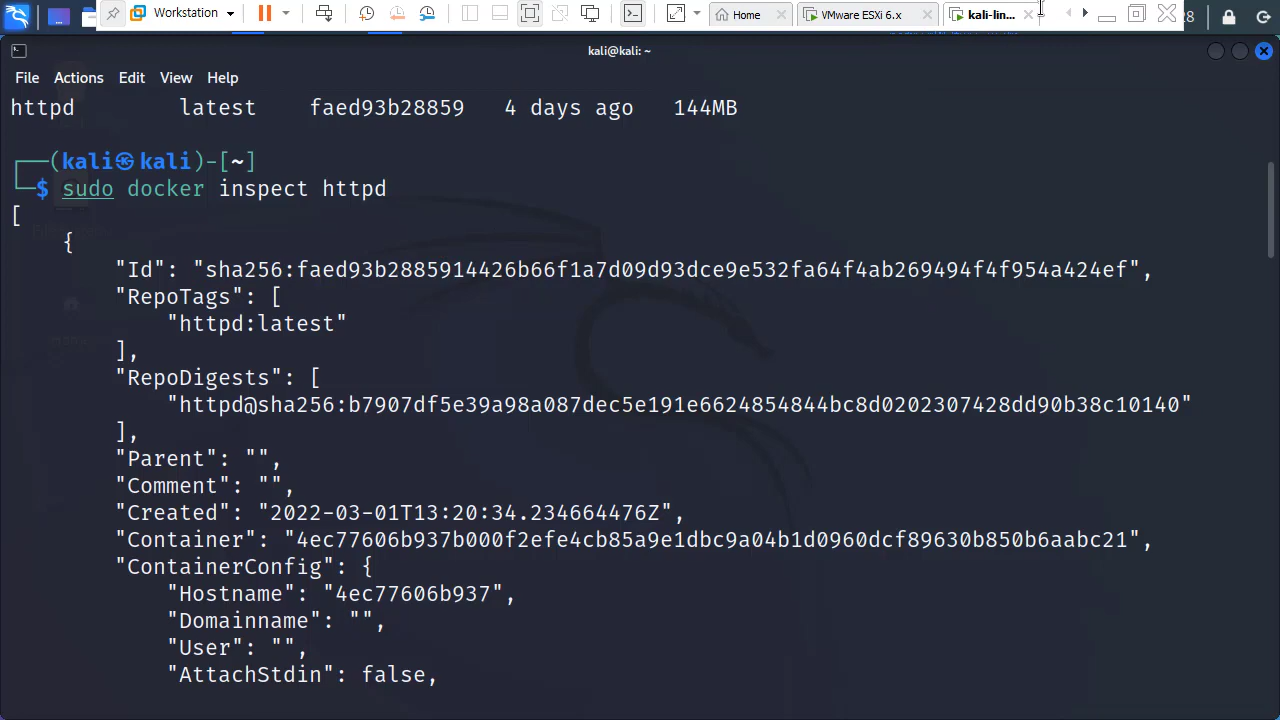 Workstation
Home
VMware ESXi 6.x
kali-lin...
28
kali@kali: ~
File Actions Edit View Help
httpd latest faed93b28859 4 days ago 144MB
┌──(kali㉿kali)-[~]
└─$ sudo docker inspect httpd
[
{
"Id": "sha256:faed93b2885914426b66f1a7d09d93dce9e532fa64f4ab269494f4f954a424ef",
"RepoTags": [
"httpd:latest"
],
"RepoDigests": [
"httpd@sha256:b7907df5e39a98a087dec5e191e6624854844bc8d0202307428dd90b38c10140"
],
"Parent": "",
"Comment": "",
"Created": "2022-03-01T13:20:34.234664476Z",
"Container": "4ec77606b937b000f2efe4cb85a9e1dbc9a04b1d0960dcf89630b850b6aabc21",
"ContainerConfig": {
"Hostname": "4ec77606b937",
"Domainname": "",
"User": "",
"AttachStdin": false,